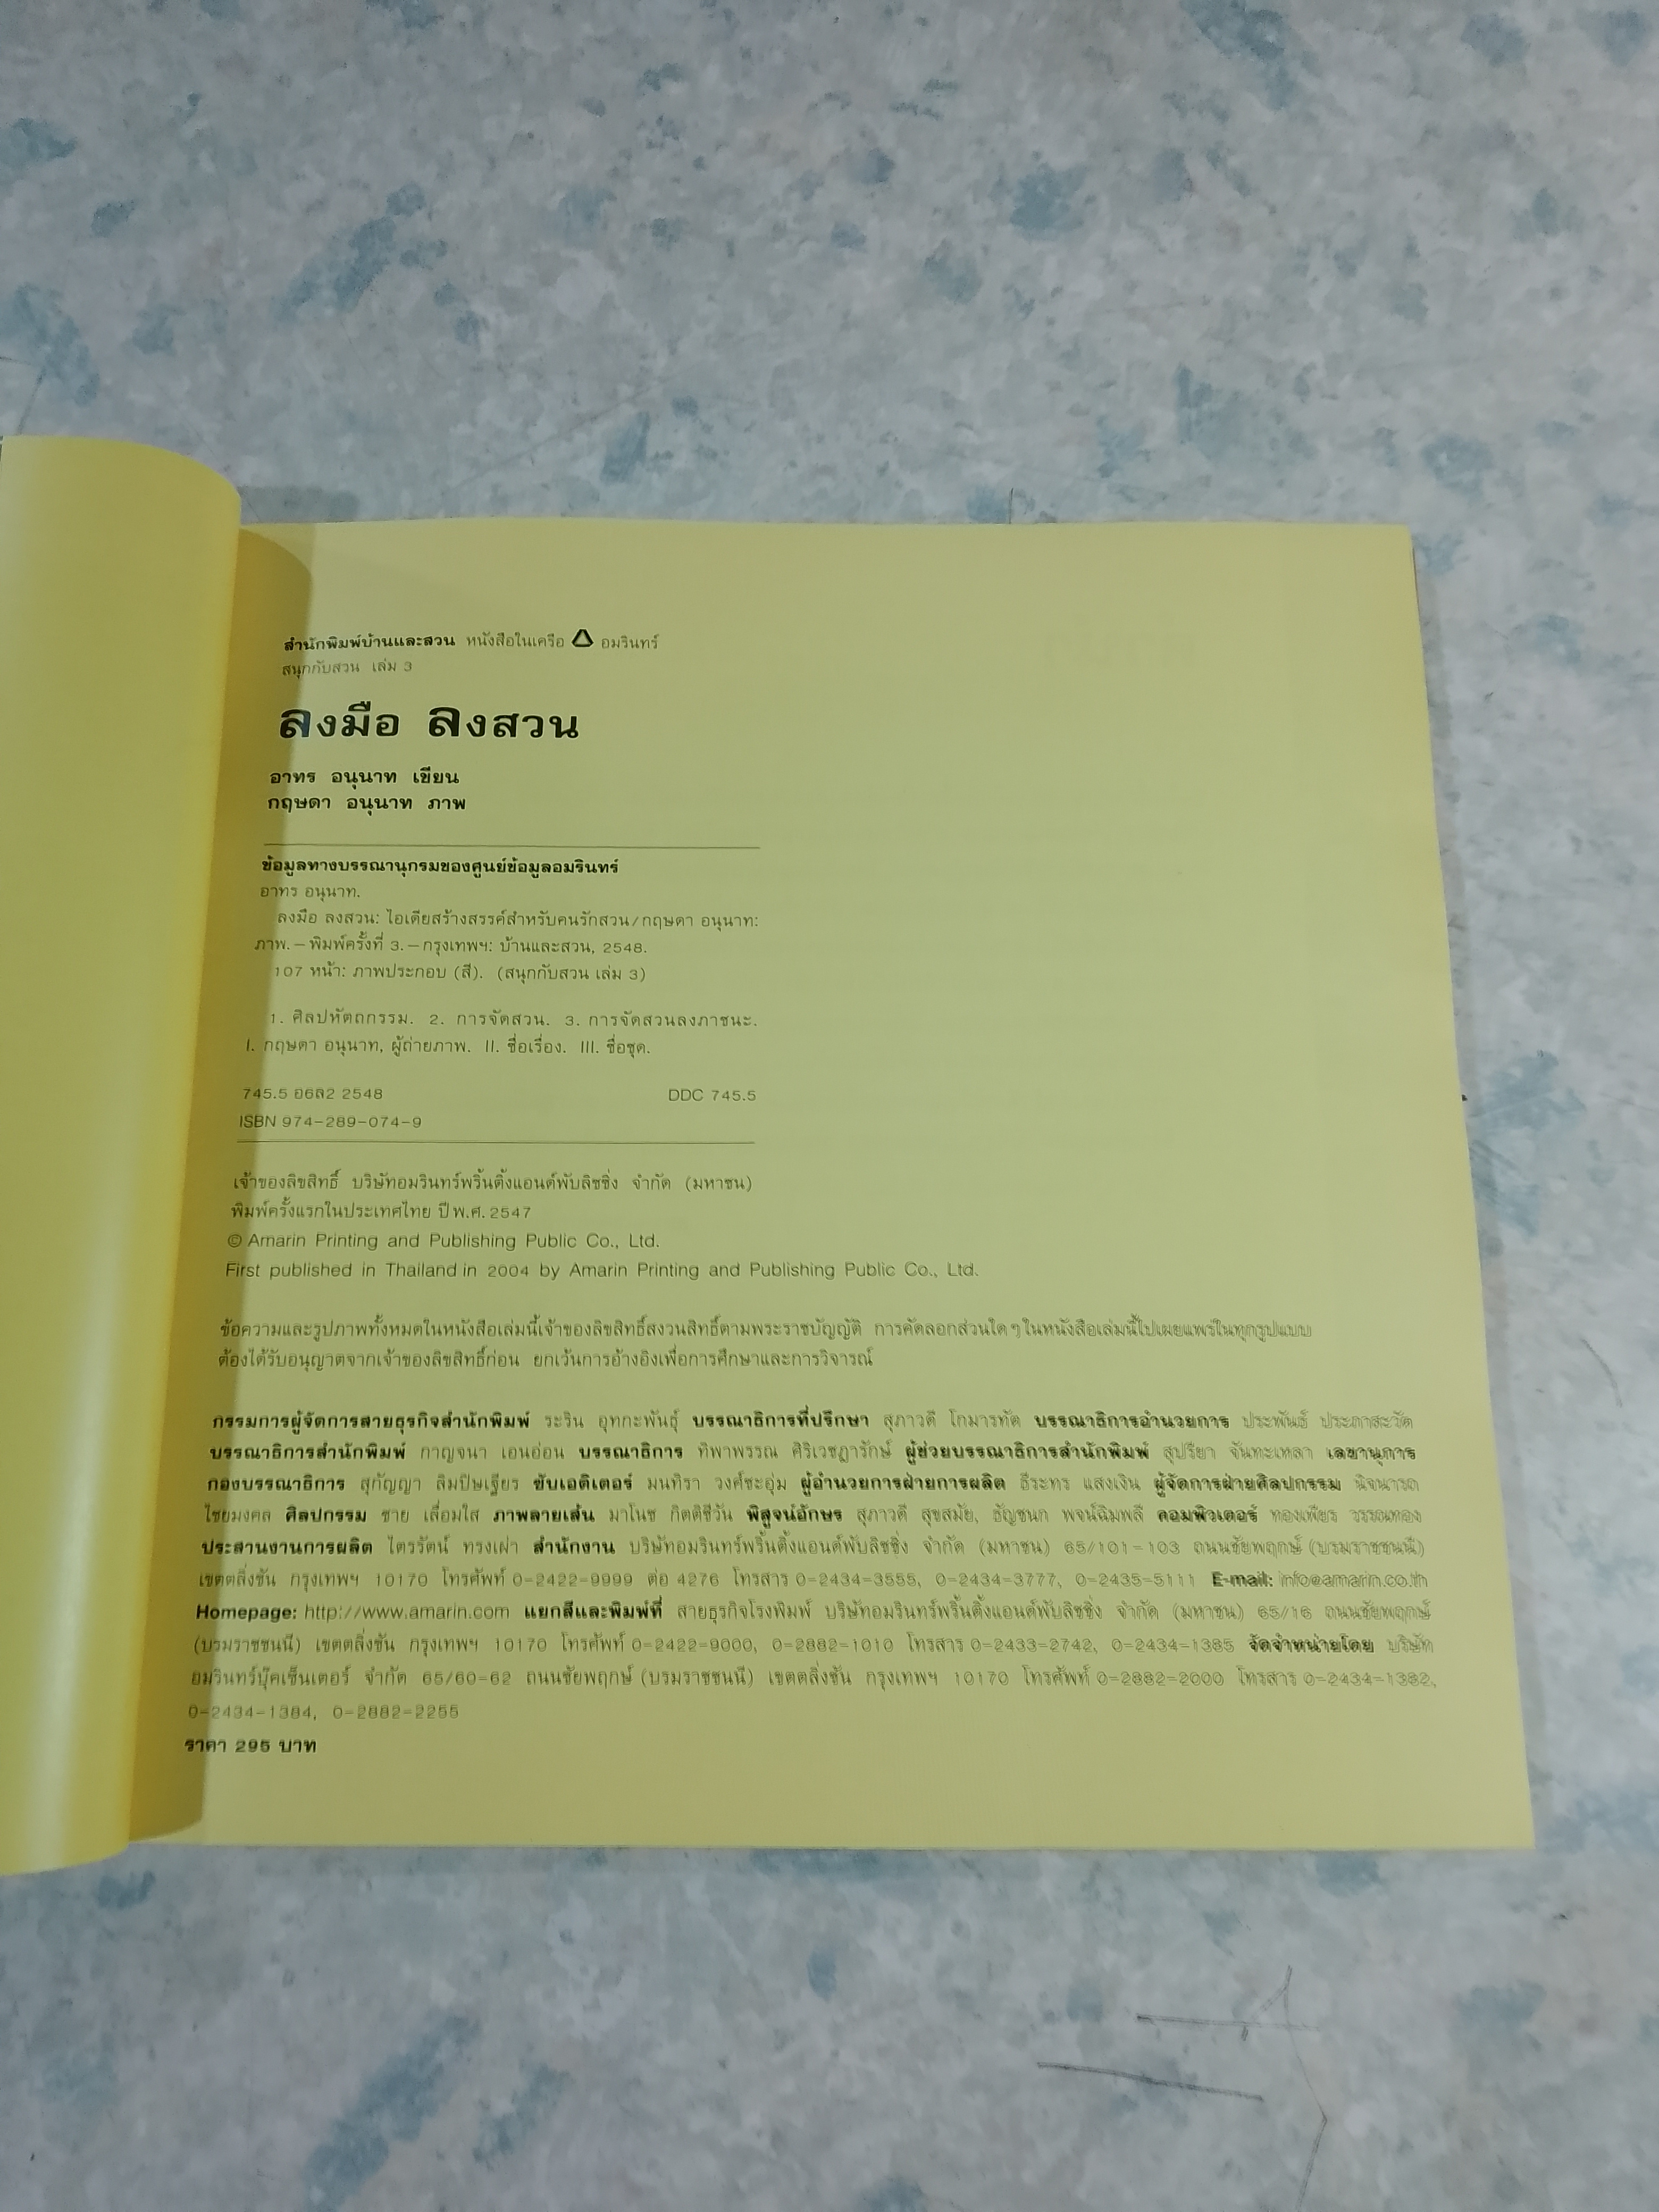 สำนักพิมพ์บ้านและสวน หนังสือในเครือ อมรินทร์
สนุกกับสวน เล่ม 3
ลงมือ ลงสวน
อาทร อนุนาท เขียน
กฤษดา อนุนาท ภาพ
ข้อมูลทางบรรณานุกรมของศูนย์ข้อมูลอมรินทร์
อาทร อนุนาท.
ลงมือ ลงสวน: ไอเดียสร้างสรรค์สำหรับคนรักสวน/กฤษดา อนุนาท:
ภาพ.–พิมพ์ครั้งที่ 3.–กรุงเทพฯ: บ้านและสวน, 2548.
107 หน้า: ภาพประกอบ (สี). (สนุกกับสวน เล่ม 3)
1. ศิลปหัตถกรรม. 2. การจัดสวน. 3. การจัดสวนลงภาชนะ.
I. กฤษดา อนุนาท, ผู้ถ่ายภาพ. II. ชื่อเรื่อง. III. ชื่อชุด.
745.5 อ6ล2 2548 DDC 745.5
ISBN 974-289-074-9
เจ้าของลิขสิทธิ์ บริษัทอมรินทร์พริ้นติ้งแอนด์พับลิชชิ่ง จำกัด (มหาชน)
พิมพ์ครั้งแรกในประเทศไทย ปี พ.ศ. 2547
© Amarin Printing and Publishing Public Co., Ltd.
First published in Thailand in 2004 by Amarin Printing and Publishing Public Co., Ltd.
ข้อความและรูปภาพทั้งหมดในหนังสือเล่มนี้เจ้าของลิขสิทธิ์สงวนสิทธิ์ตามพระราชบัญญัติ การคัดลอกส่วนใดๆ ในหนังสือเล่มนี้ไปเผยแพร่ในทุกรูปแบบ
ต้องได้รับอนุญาตจากเจ้าของลิขสิทธิ์ก่อน ยกเว้นการอ้างอิงเพื่อการศึกษาและการวิจารณ์
กรรมการผู้จัดการสายธุรกิจสำนักพิมพ์ ระริน อุทกะพันธุ์ บรรณาธิการที่ปรึกษา สุภาวดี โกมารทัต บรรณาธิการอำนวยการ ประพันธ์ ประภาสะวัต
บรรณาธิการสำนักพิมพ์ กาญจนา เอนอ่อน บรรณาธิการ ทิพาพรรณ ศิริเวชฎารักษ์ ผู้ช่วยบรรณาธิการสำนักพิมพ์ สุปรียา จันทะเหลา เลขานุการ
กองบรรณาธิการ สุกัญญา ลิมปิษเฐียร ซับเอดิเตอร์ มนทิรา วงศ์ชะอุ่ม ผู้อำนวยการฝ่ายการผลิต ธีระทร แสงเงิน ผู้จัดการฝ่ายศิลปกรรม
ไชยมงคล ศิลปกรรม ชาย เลื่อมใส ภาพลายเส้น มาโนช กิตติชีวัน พิสูจน์อักษร สุภาวดี สุขสมัย, ธัญชนก พจน์ฉิมพลี คอมพิวเตอร์ ทองเพียร วรรณทอง
ประสานงานการผลิต ไตรรัตน์ ทรงเผ่า สำนักงาน บริษัทอมรินทร์พริ้นติ้งแอนด์พับลิชชิ่ง จำกัด (มหาชน) 65/101-103 ถนนชัยพฤกษ์ (บรมราชชนนี)
เขตตลิ่งชัน กรุงเทพฯ 10170 โทรศัพท์ 0-2422-9999 ต่อ 4276 โทรสาร 0-2434-3555, 0-2434-3777, 0-2435-5111 E-mail: info@amarin.co.th
Homepage: http://www.amarin.com แยกสีและพิมพ์ที่ สายธุรกิจโรงพิมพ์ บริษัทอมรินทร์พริ้นติ้งแอนด์พับลิชชิ่ง จำกัด (มหาชน) 65/16 ถนนชัยพฤกษ์
(บรมราชชนนี) เขตตลิ่งชัน กรุงเทพฯ 10170 โทรศัพท์ 0-2422-9000, 0-2882-1010 โทรสาร 0-2433-2742, 0-2434-1385 จัดจำหน่ายโดย บริษัท
อมรินทร์บุ๊คเซ็นเตอร์ จำกัด 65/60-62 ถนนชัยพฤกษ์ (บรมราชชนนี) เขตตลิ่งชัน กรุงเทพฯ 10170 โทรศัพท์ 0-2882-2000 โทรสาร 0-2434-1382,
0-2434-1384, 0-2882-2255
ราคา 295 บาท